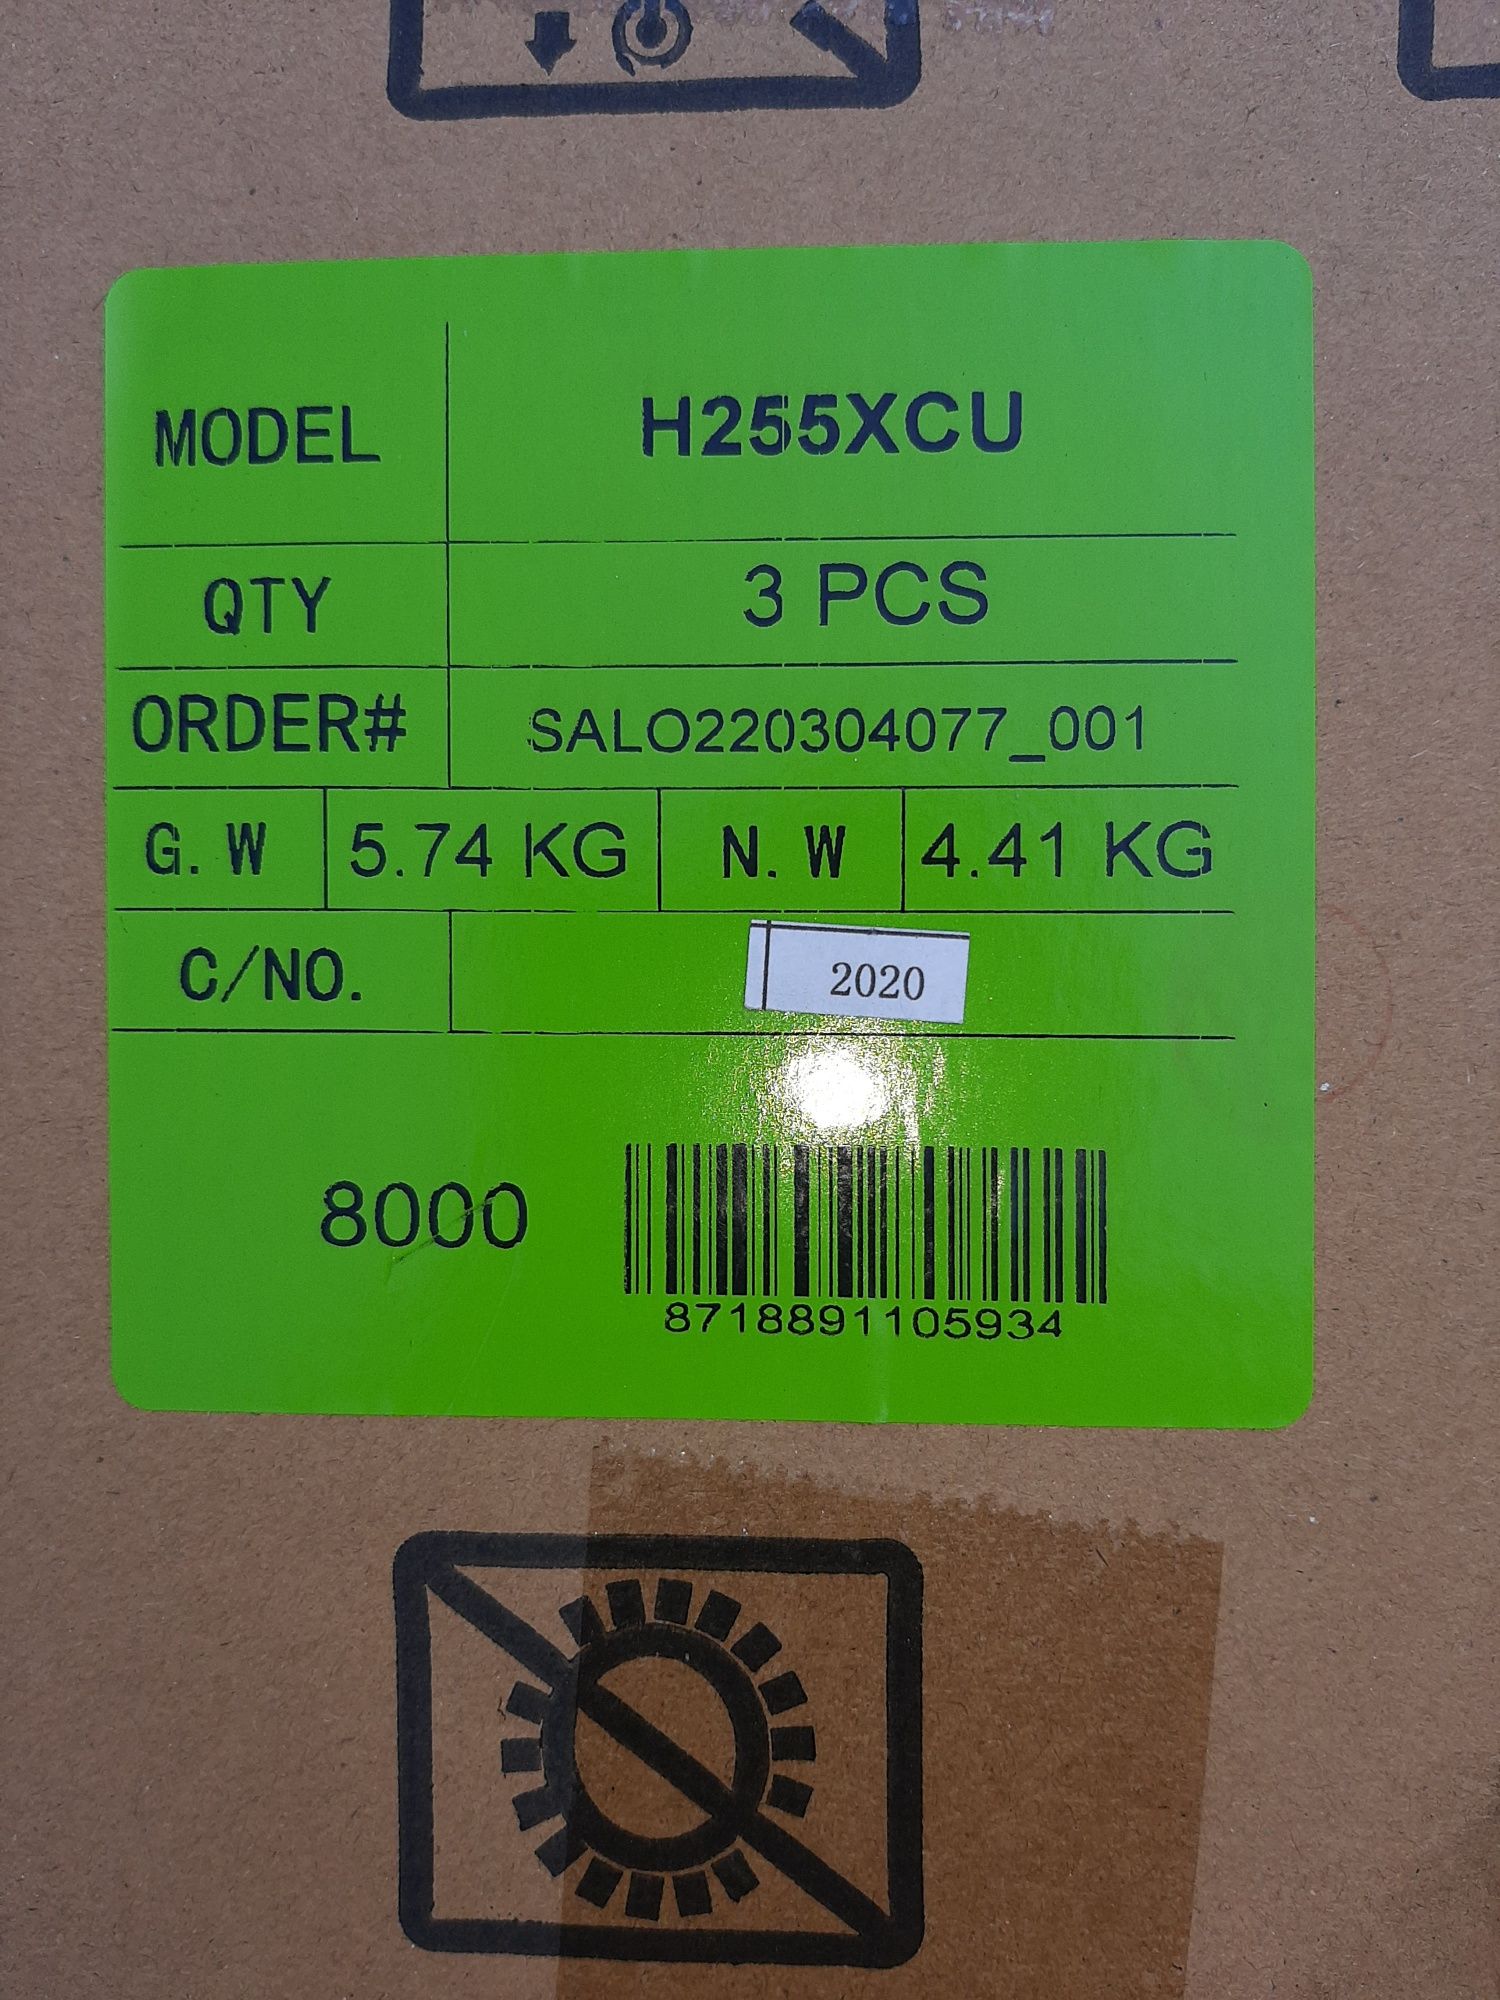 MODEL H255XCU
QTY 3 PCS
ORDER# SALO220304077_001
G.W 5.74 KG N.W 4.41 KG
C/NO. 2020
8000
8718891105934